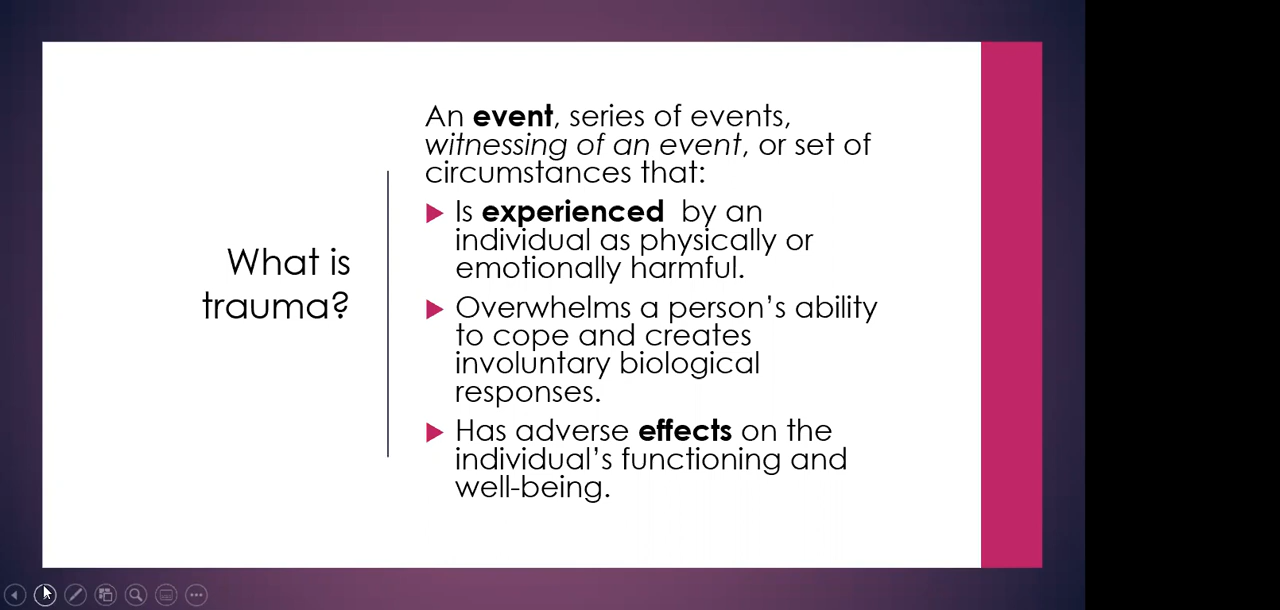 What is
trauma?
An event, series of events,
witnessing of an event, or set of
circumstances that:
Is experienced by an
individual as physically or
emotionally harmful.
Overwhelms a person’s ability
to cope and creates
involuntary biological
responses.
Has adverse effects on the
individual’s functioning and
well-being.